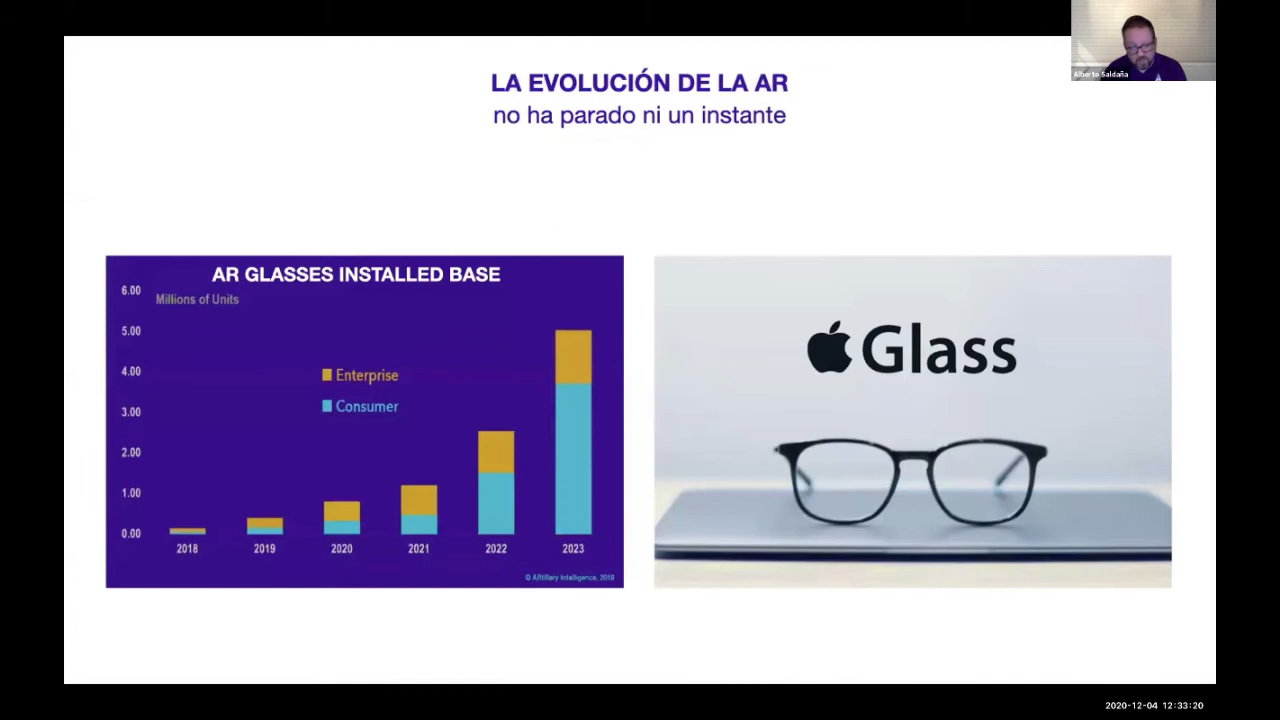 LA EVOLUCIÓN DE LA AR
no ha parado ni un instante
Alberto Saldaña
AR GLASSES INSTALLED BASE
Millions of Units
6.00
5.00
4.00
3.00
2.00
1.00
0.00
Enterprise
Consumer
2018 2019 2020 2021 2022 2023
© ARtillery Intelligence, 2019
Glass
2020-12-04 12:33:20